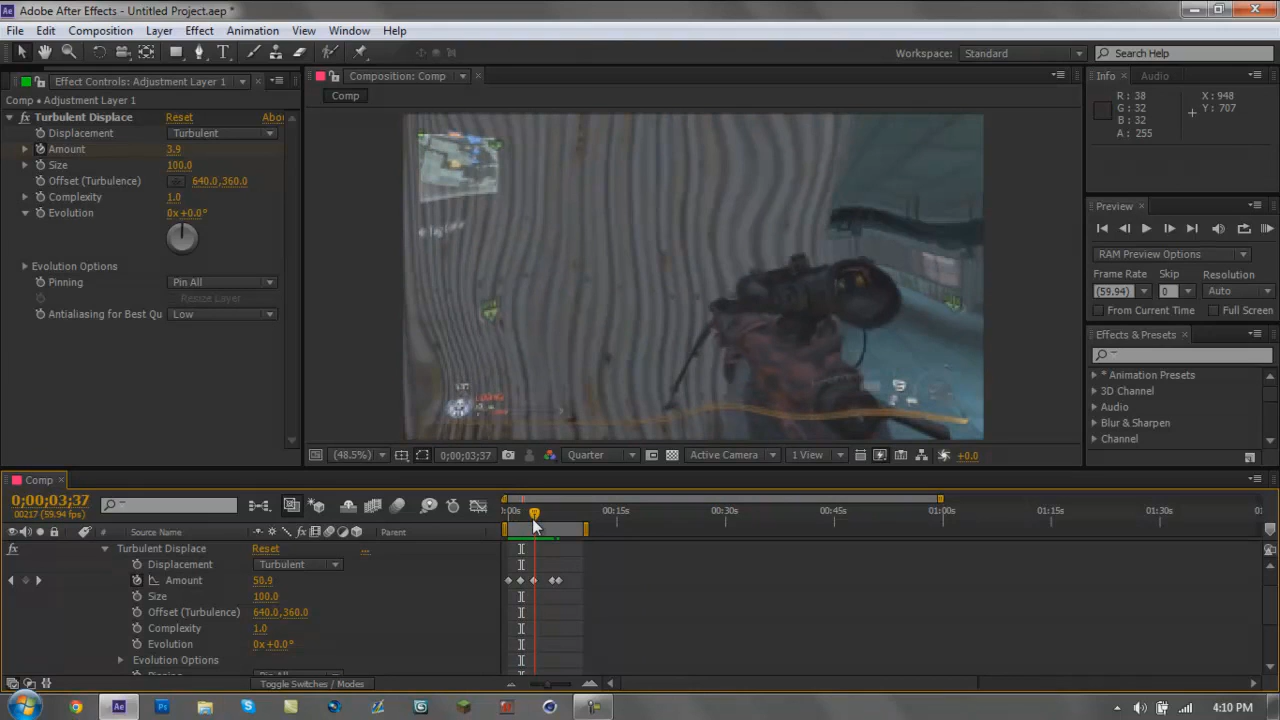 Adobe After Effects - Untitled Project.aep *
File Edit Composition Layer Effect Animation View Window Help
Workspace: Standard Search Help
Effect Controls: Adjustment Layer 1
Comp • Adjustment Layer 1
Turbulent Displace Reset Abou
Displacement Turbulent
Amount 3.9
Size 100.0
Offset (Turbulence) 640.0,360.0
Complexity 1.0
Evolution 0x+0.0°
Evolution Options
Pinning Pin All
Resize Layer
Antialiasing for Best Qu Low
Composition: Comp
Comp
(48.5%) 0;00;03;37 Quarter Active Camera 1 View +0.0
Info Audio
R: 38 X: 948
G: 32 Y: 707
B: 32
A: 255
Preview
RAM Preview Options
Frame Rate Skip Resolution
(59.94) 0 Auto
From Current Time Full Screen
Effects & Presets
* Animation Presets
3D Channel
Audio
Blur & Sharpen
Channel
Comp
0;00;03;37
00217 (59.94 fps)
:00s 00:15s 00:30s 00:45s 01:00s 01:15s 01:30s
Source Name Parent
Turbulent Displace Reset ...
Displacement Turbulent
Amount 50.9
Size 100.0
Offset (Turbulence) 640.0,360.0
Complexity 1.0
Evolution 0x+0.0°
Evolution Options
Toggle Switches / Modes
4:10 PM